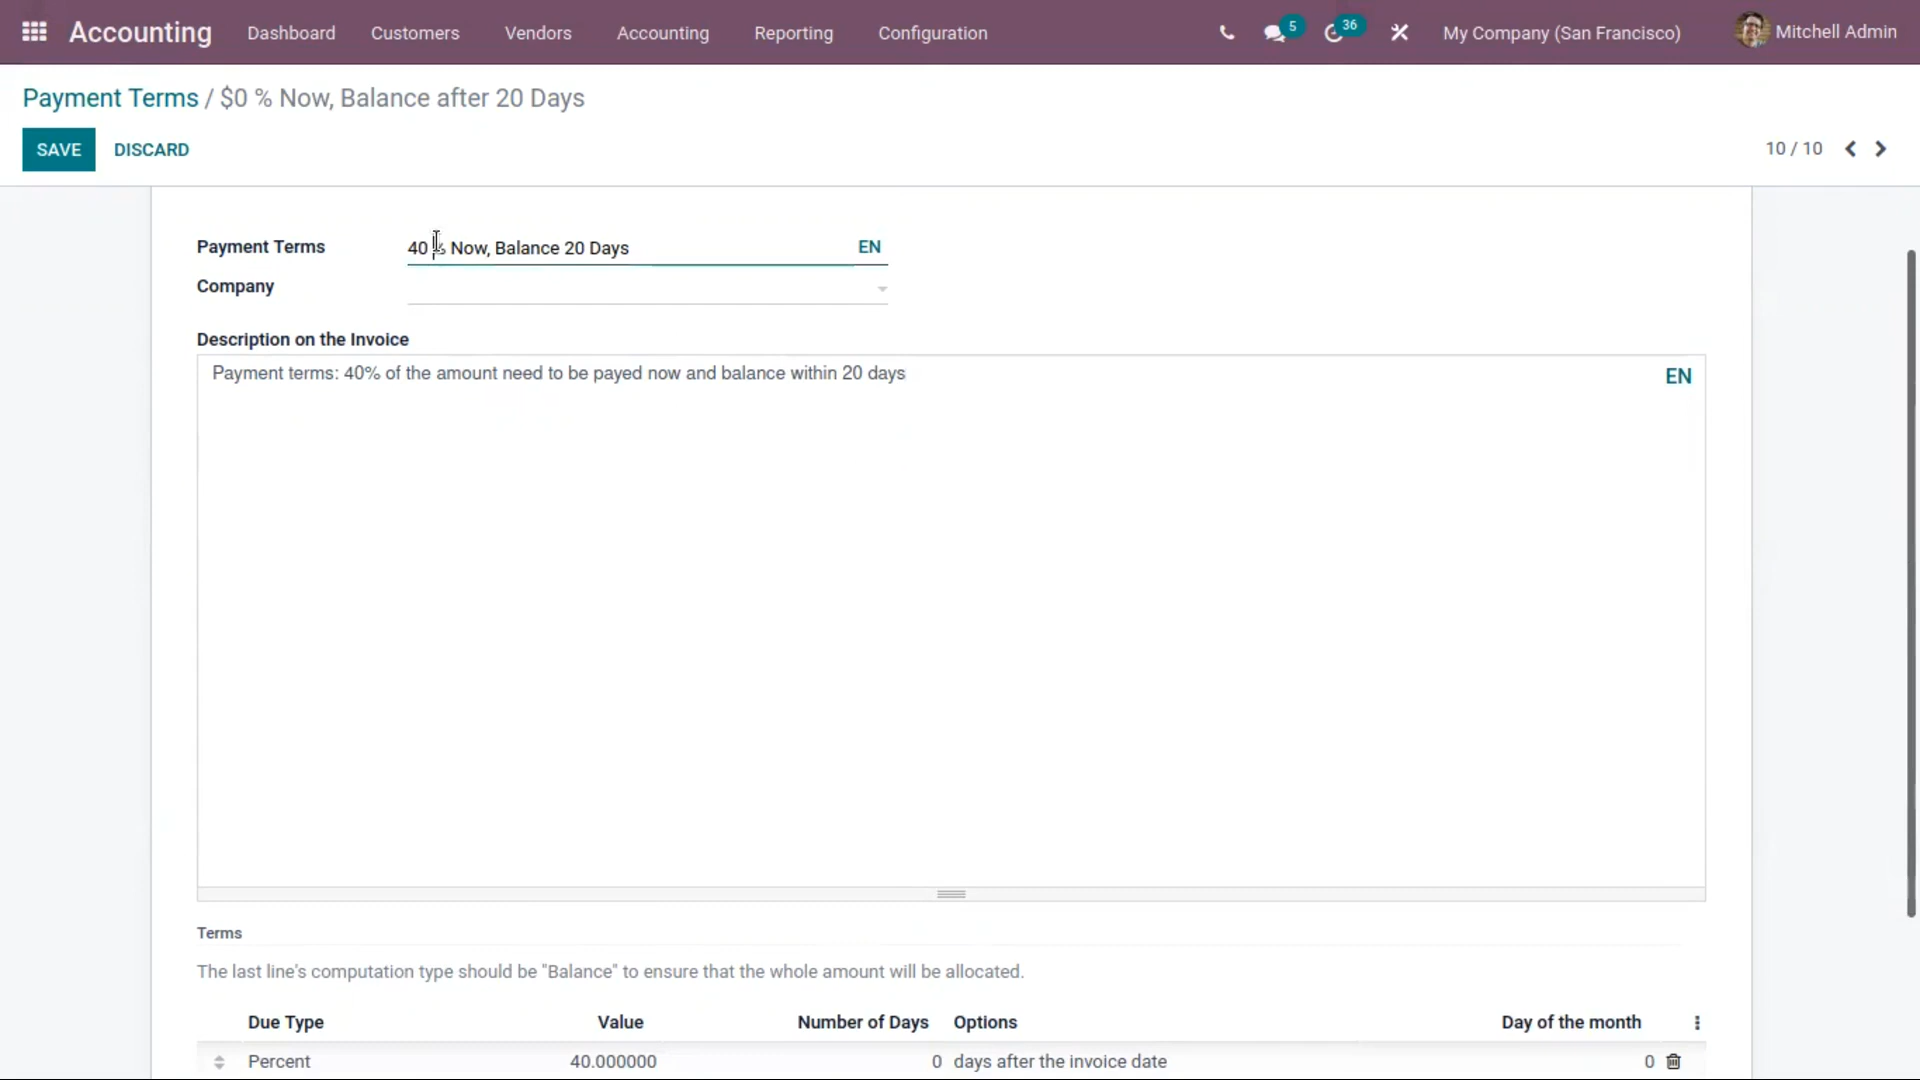 Accounting Dashboard Customers Vendors Accounting Reporting Configuration 5 36 My Company (San Francisco) Mitchell Admin
Payment Terms / $0 % Now, Balance after 20 Days
SAVE DISCARD 10 / 10
Payment Terms 40 % Now, Balance 20 Days EN
Company
Description on the Invoice
Payment terms: 40% of the amount need to be payed now and balance within 20 days EN
Terms
The last line's computation type should be "Balance" to ensure that the whole amount will be allocated.
Due Type Value Number of Days Options Day of the month
Percent 40.000000 0 days after the invoice date 0